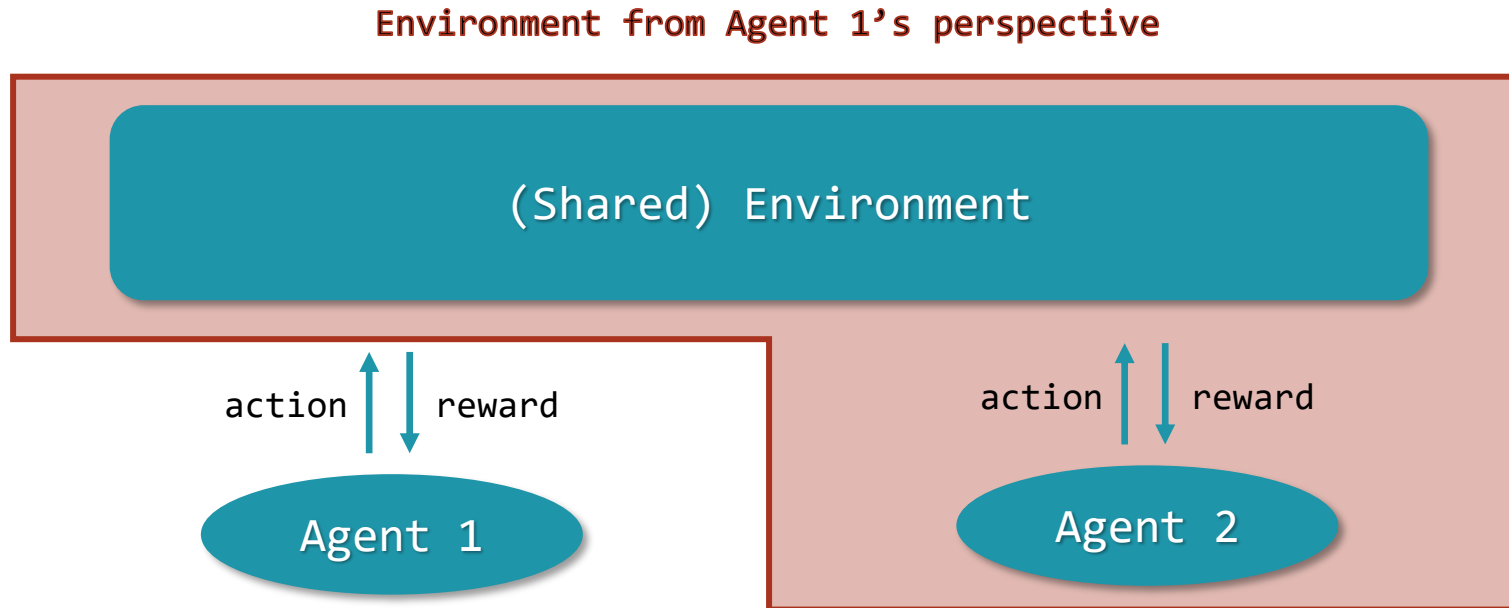 Environment from Agent 1’s perspective
(Shared) Environment
action
reward
action
reward
Agent 1
Agent 2